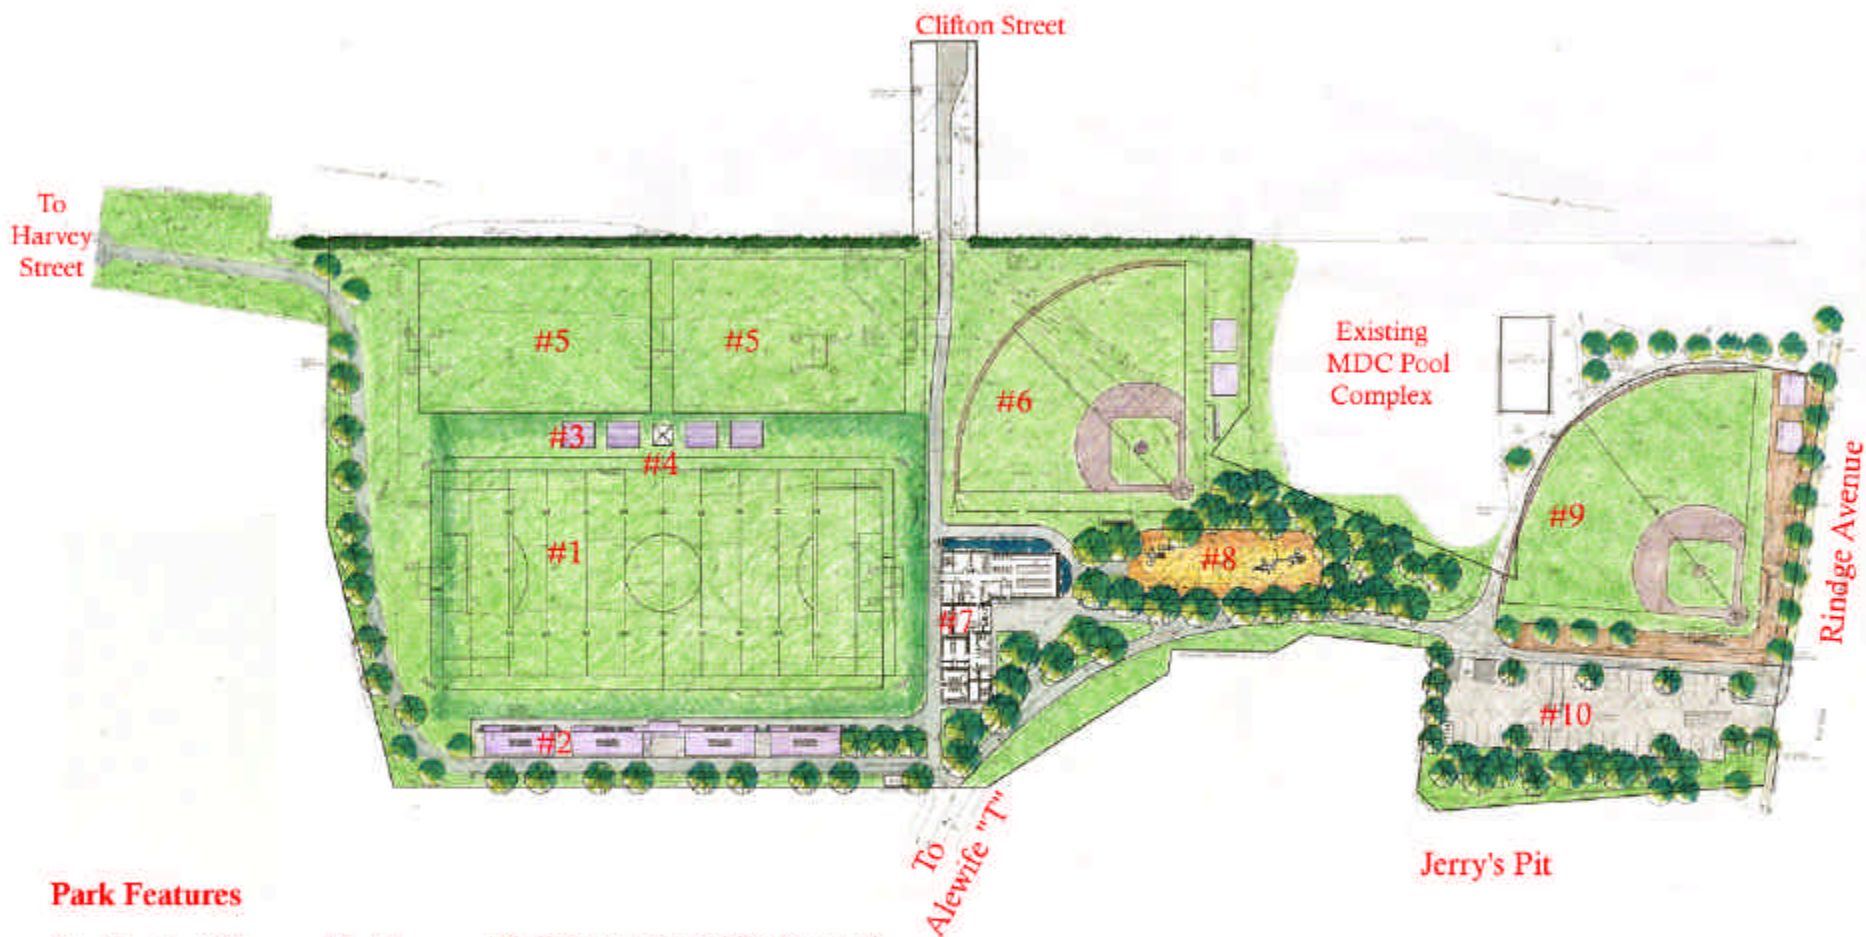 Clifton Street
To
Harvey
Street
#5
#5
Existing
MDC Pool
Complex
#6
#3
#4
#9
Rindge Avenue
#1
#8
#7
#10
#2
To
Alewife "T"
Jerry's Pit
Park Features